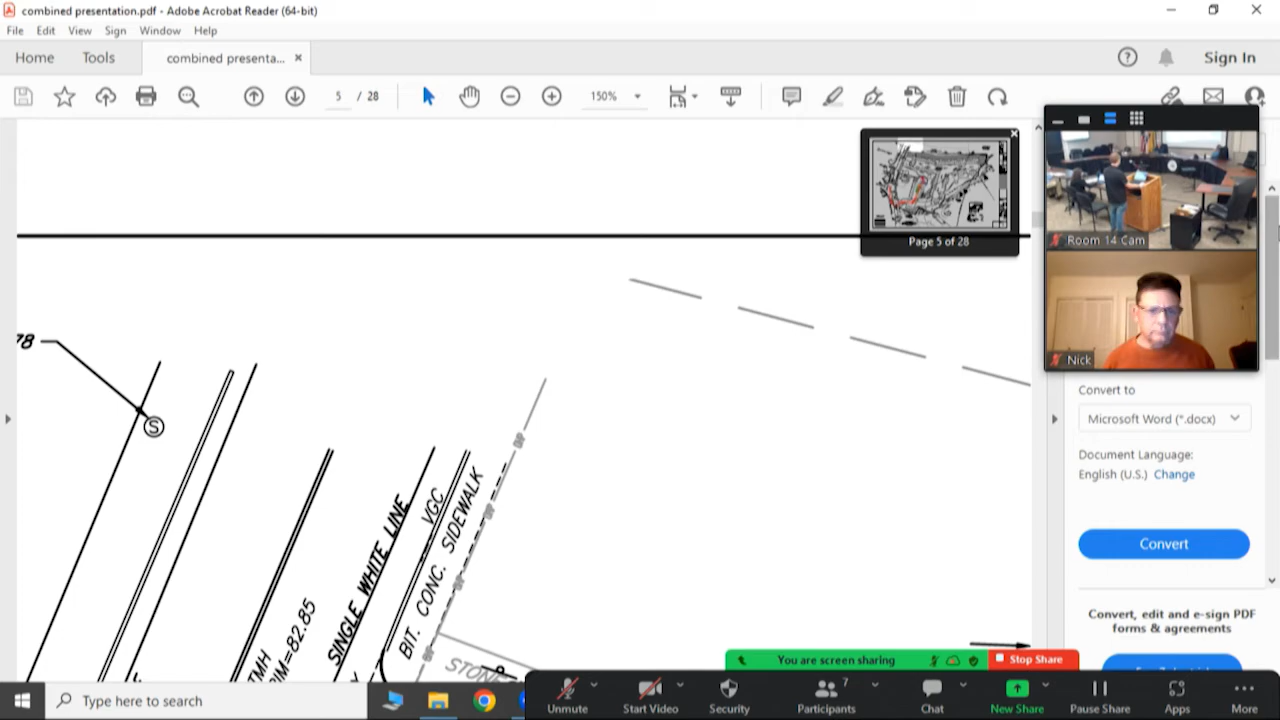 combined presentation.pdf - Adobe Acrobat Reader (64-bit)
File Edit View Sign Window Help
Home Tools combined presenta... Sign In
5 / 28 150%
Page 5 of 28
Room 14 Cam
Nick
78
S
SINGLE WHITE LINE
VGC
BIT. CONC. SIDEWALK
TMH
IM=82.85
STON
Convert to
Microsoft Word (*.docx)
Document Language:
English (U.S.) Change
Convert
Convert, edit and e-sign PDF
forms & agreements
You are screen sharing Stop Share
Type here to search
7
Unmute Start Video Security Participants Chat New Share Pause Share Apps More